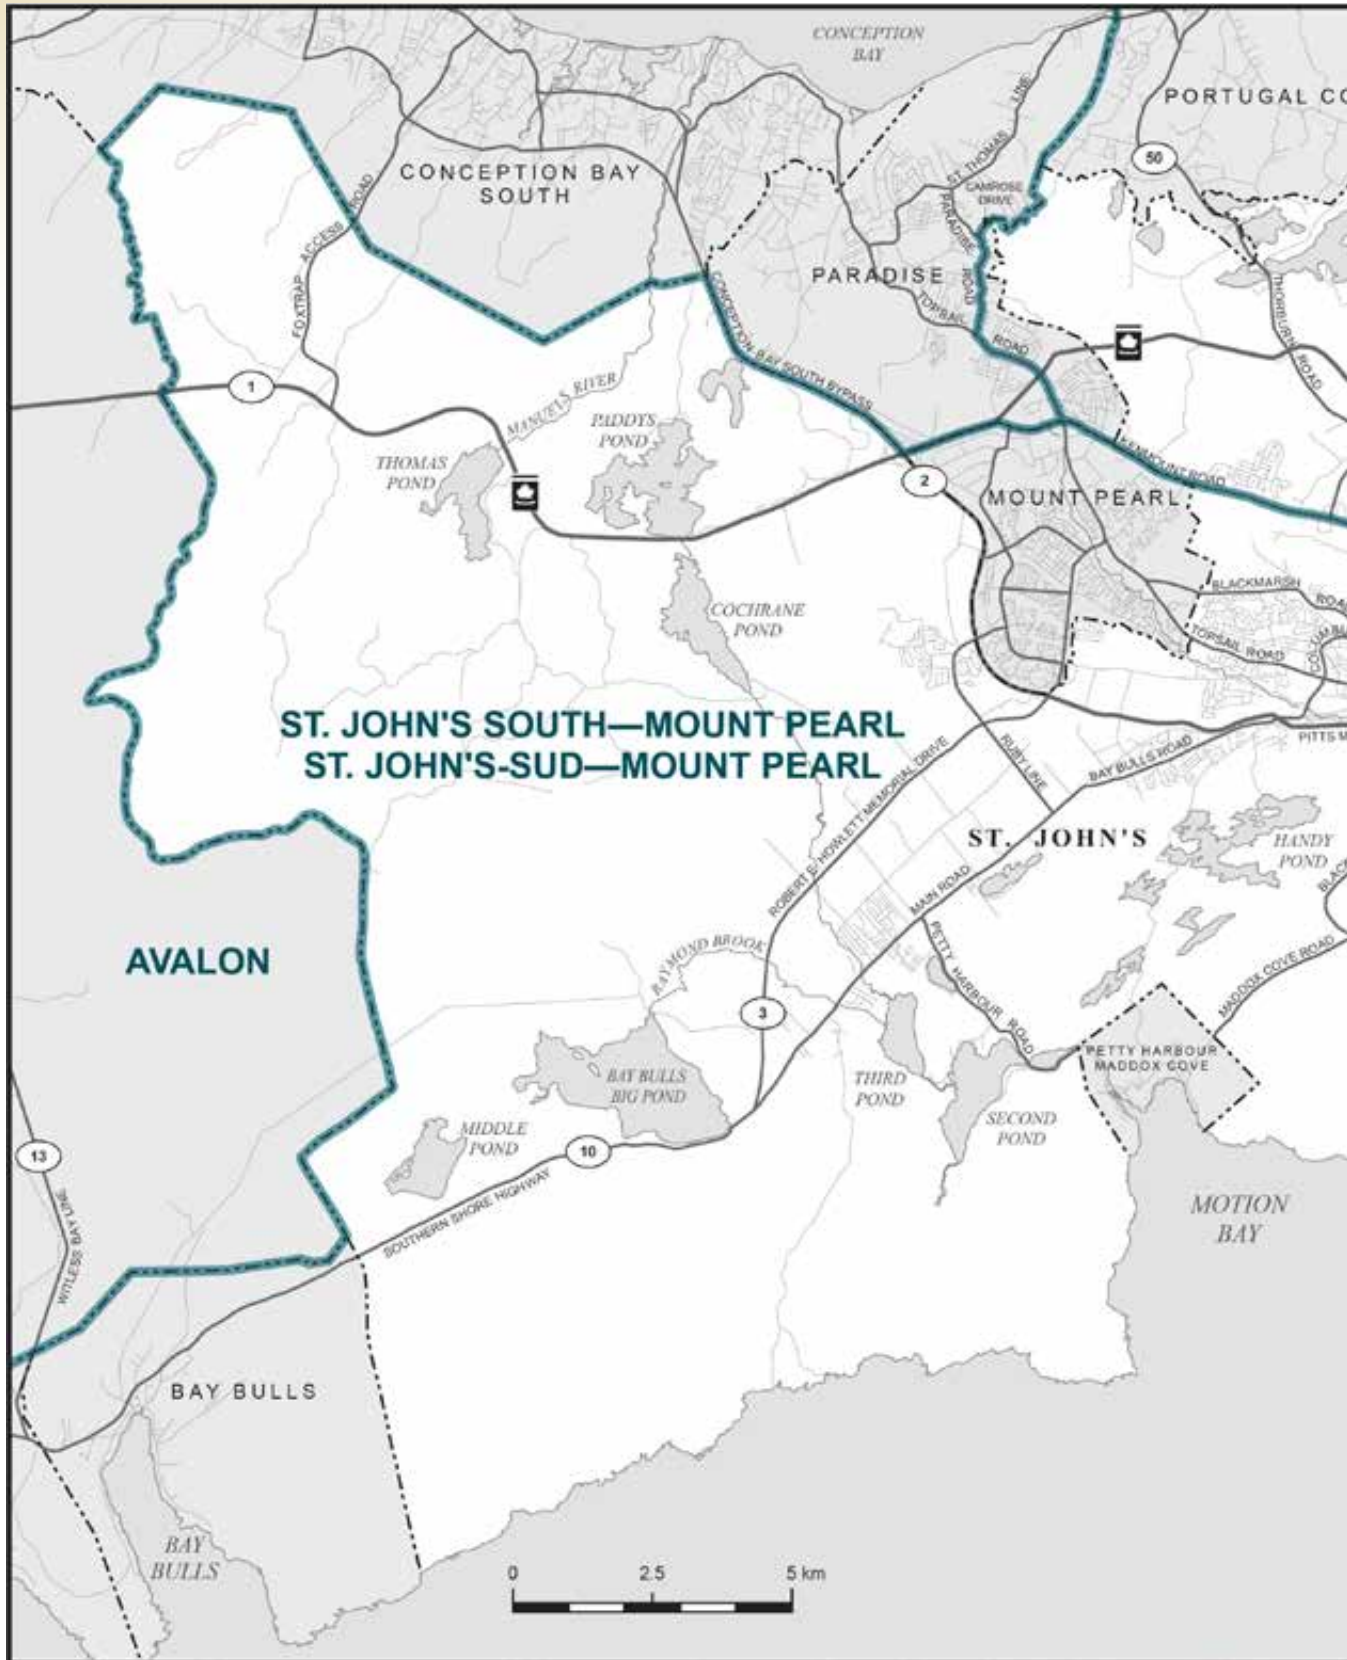 CONCEPTION
BAY
PORTUGAL CO
ST. THOMAS LINE
50
CAMROSE
DRIVE
CONCEPTION BAY
SOUTH
FOXTRAP ACCESS ROAD
PARADISE ROAD
PARADISE
TOPSAIL ROAD
THORBURN ROAD
CONCEPTION BAY SOUTH BYPASS
1
MANUELS RIVER
PADDYS
POND
THOMAS
POND
KENMOUNT ROAD
2
MOUNT PEARL
BLACKMARSH ROA
COCHRANE
POND
TOPSAIL ROAD
ST. JOHN'S SOUTH—MOUNT PEARL
ST. JOHN'S-SUD—MOUNT PEARL
PITTS M
ROBERT E. HOWLETT MEMORIAL DRIVE
RUBY LINE
BAY BULLS ROAD
ST. JOHN'S
HANDY
POND
MAIN ROAD
AVALON
RAYMOND BROOK
PETTY HARBOUR ROAD
MADDOX COVE ROAD
3
PETTY HARBOUR
MADDOX COVE
BAY BULLS
BIG POND
THIRD
POND
SECOND
POND
MIDDLE
POND
10
13
SOUTHERN SHORE HIGHWAY
WITLESS BAY LINE
MOTION
BAY
BAY BULLS
BAY
BULLS
0 2.5 5 km